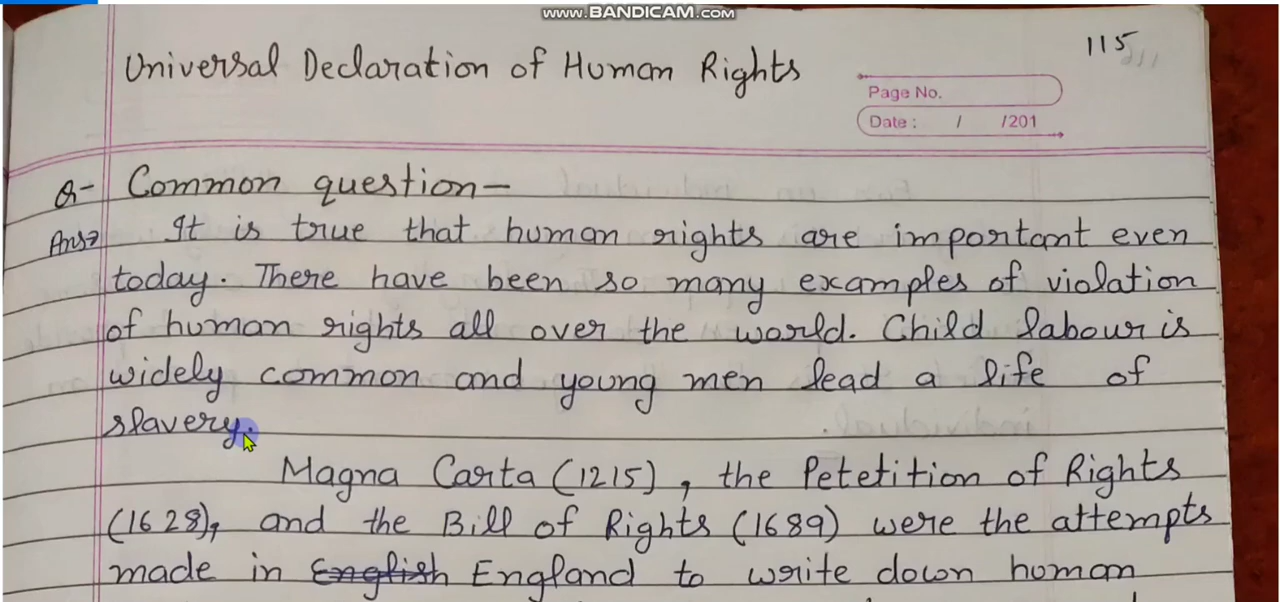 www.BANDICAM.com
115
Universal Declaration of Human Rights
Page No.
Date : / /201
Q- Common question-
Ans→ It is true that human rights are important even
today. There have been so many examples of violation
of human rights all over the world. Child labour is
widely common and young men lead a life of
slavery.
Magna Carta (1215), the Petetition of Rights
(1628), and the Bill of Rights (1689) were the attempts
made in English England to write down human